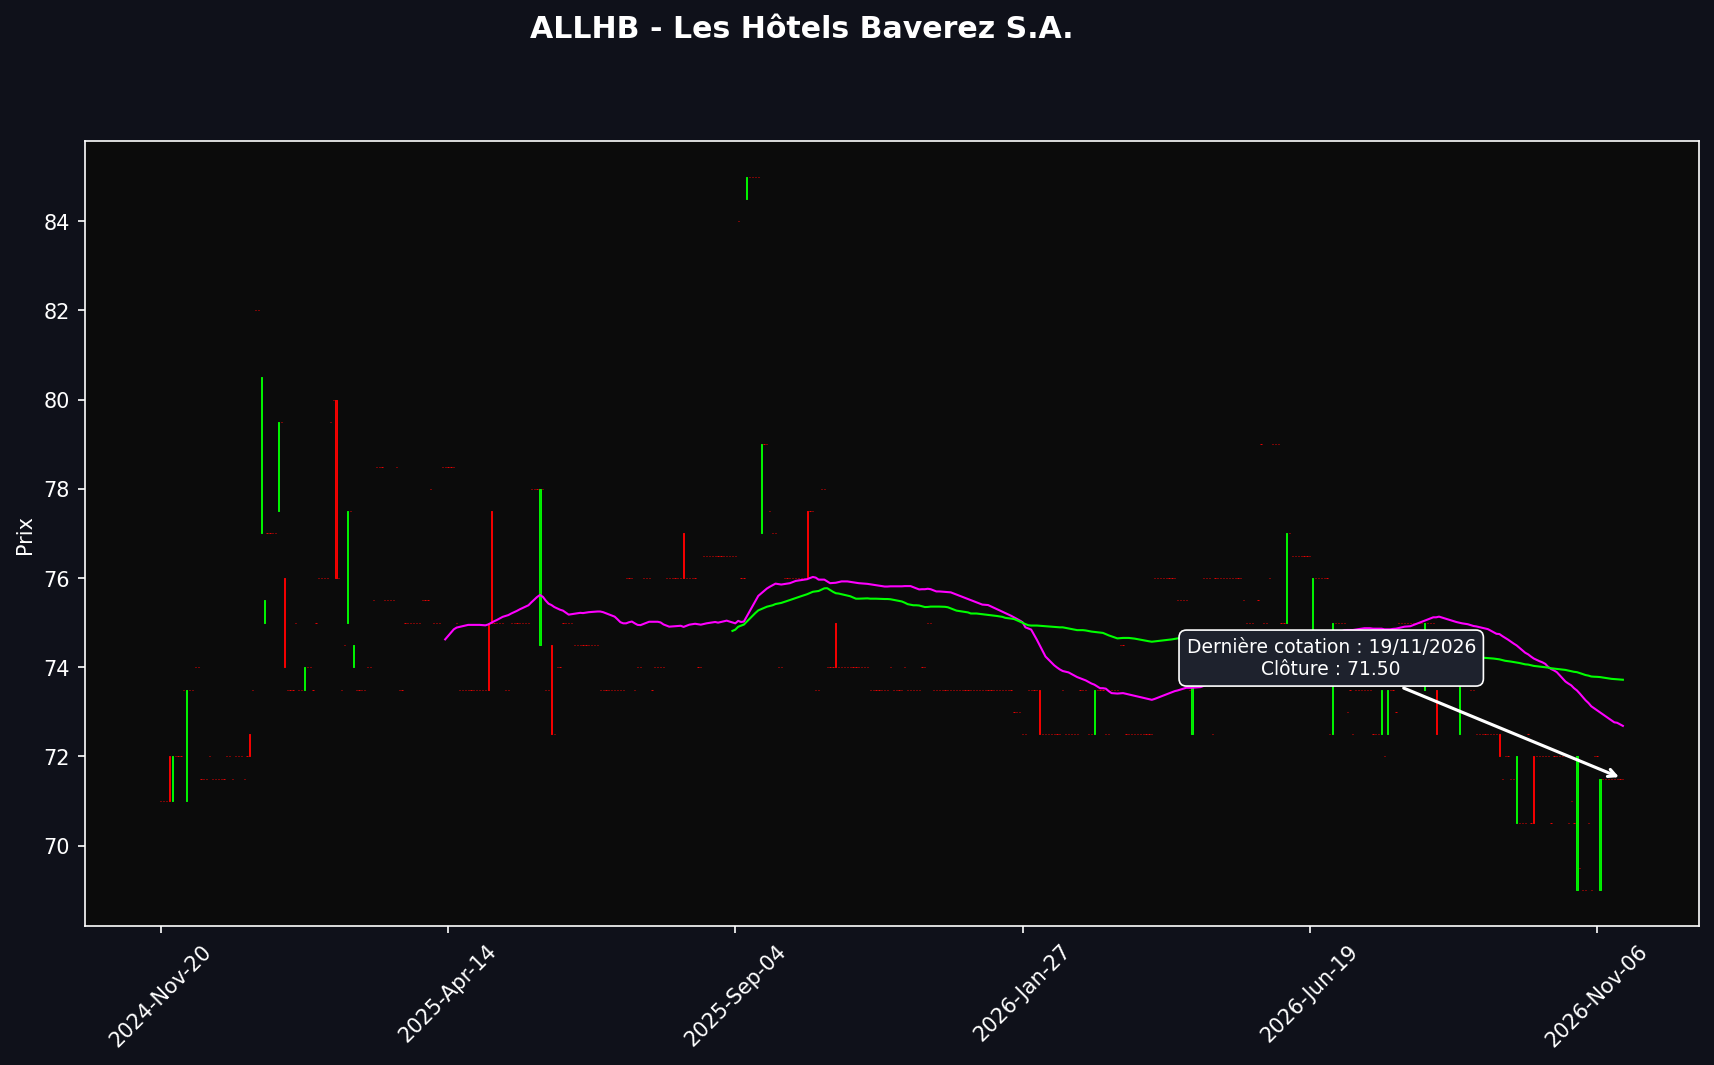 ALLHB - Les Hôtels Baverez S.A.
Prix
84
82
80
78
76
74
72
70
Dernière cotation : 19/11/2026
Clôture : 71.50
2024-Nov-20
2025-Apr-14
2025-Sep-04
2026-Jan-27
2026-Jun-19
2026-Nov-06